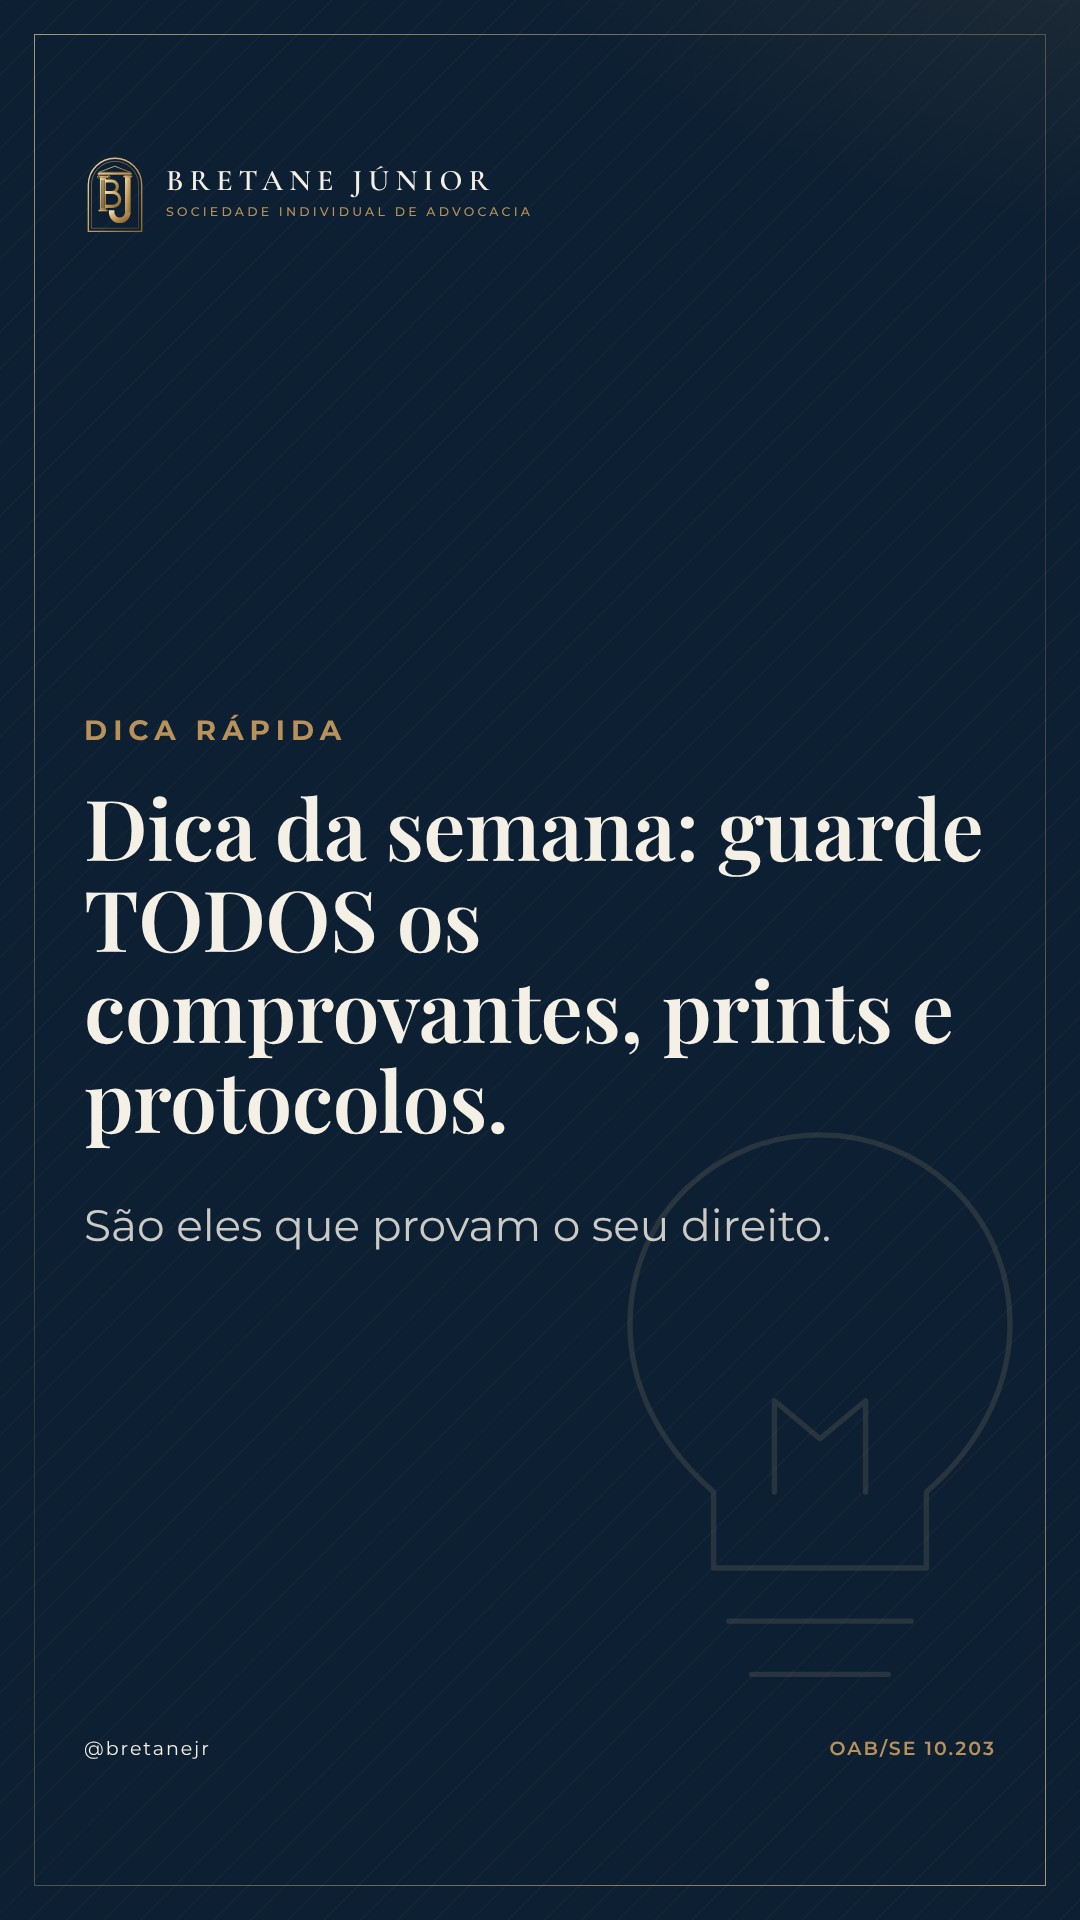 BJ
BRETANE JÚNIOR
SOCIEDADE INDIVIDUAL DE ADVOCACIA
DICA RÁPIDA
Dica da semana: guarde
TODOS os
comprovantes, prints e
protocolos.
São eles que provam o seu direito.
@bretanejr
OAB/SE 10.203